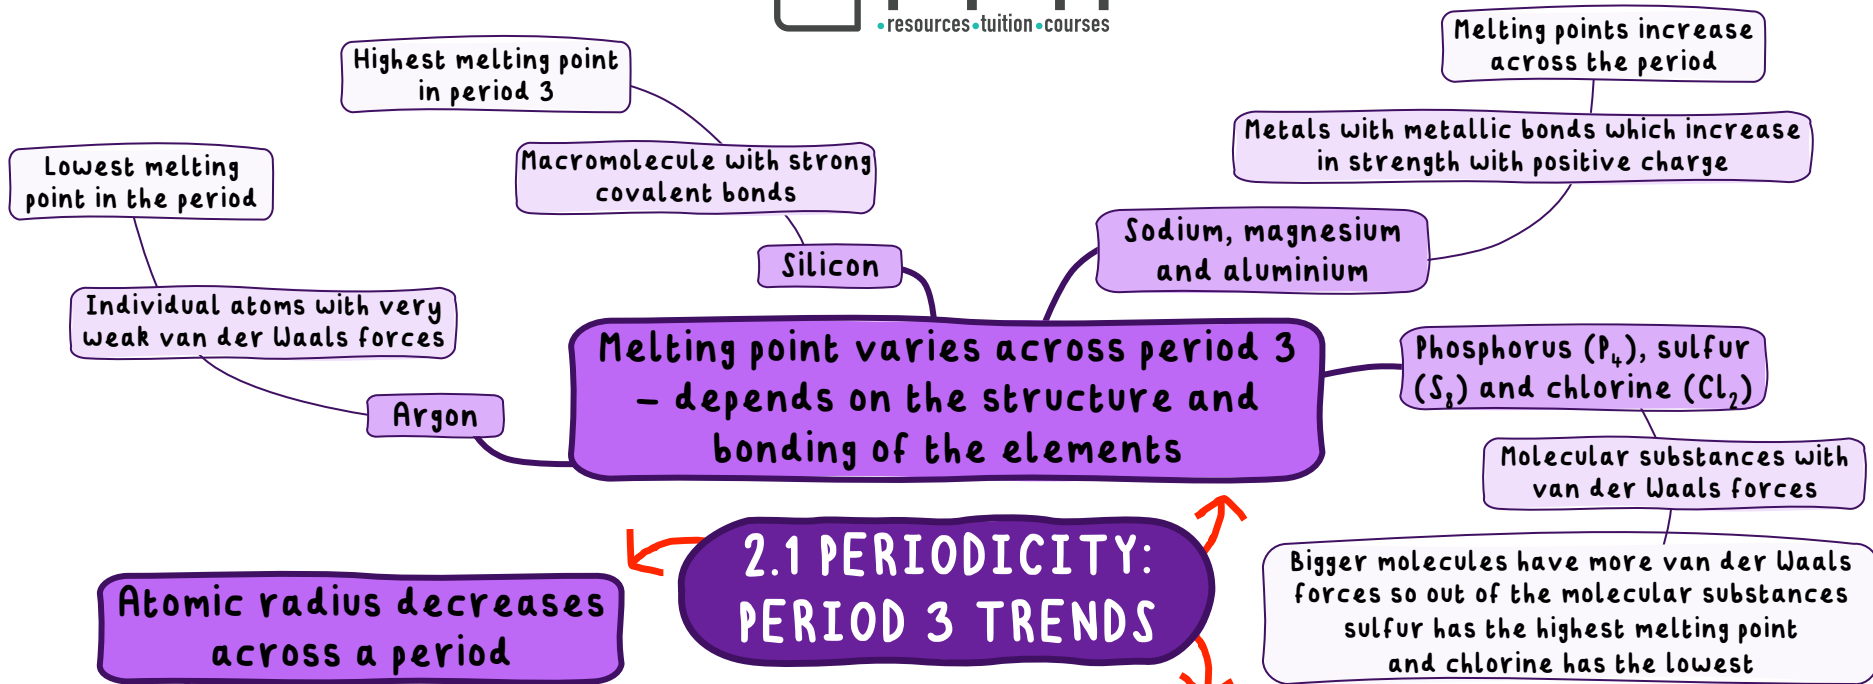 •resources•tuition•courses
Highest melting point
in period 3
Melting points increase
across the period
Lowest melting
point in the period
Macromolecule with strong
covalent bonds
Metals with metallic bonds which increase
in strength with positive charge
Silicon
Sodium, magnesium
and aluminium
Individual atoms with very
weak van der Waals forces
Argon
Melting point varies across period 3
– depends on the structure and
bonding of the elements
Phosphorus (P₄), sulfur
(S₈) and chlorine (Cl₂)
Molecular substances with
van der Waals forces
Bigger molecules have more van der Waals
forces so out of the molecular substances
sulfur has the highest melting point
and chlorine has the lowest
2.1 PERIODICITY:
PERIOD 3 TRENDS
Atomic radius decreases
across a period